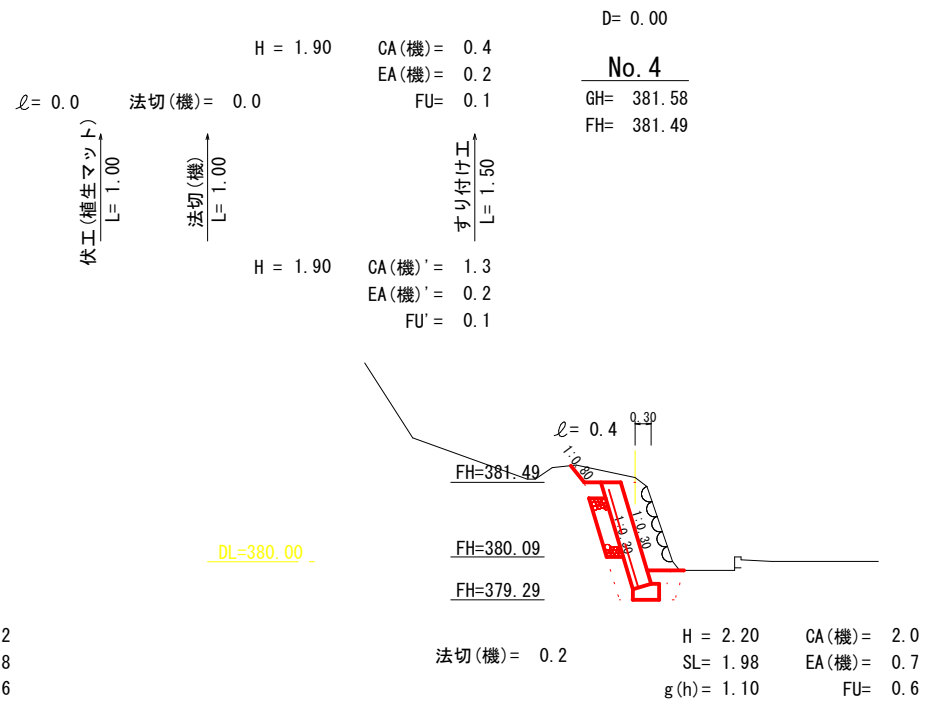 D= 0.00
H = 1.90 CA(機)= 0.4
EA(機)= 0.2
No.4
ℓ= 0.0 法切(機)= 0.0 FU= 0.1
GH= 381.58
FH= 381.49
伏工(植生マット)
L= 1.00
法切(機)
L= 1.00
すり付け工
L= 1.50
H = 1.90 CA(機)'= 1.3
EA(機)'= 0.2
FU'= 0.1
0.30
ℓ= 0.4
1:0.80
FH=381.49
1:0.30
1:0.30
DL=380.00
FH=380.09
FH=379.29
2
8
6
法切(機)= 0.2
H = 2.20 CA(機)= 2.0
SL= 1.98 EA(機)= 0.7
g(h)= 1.10 FU= 0.6